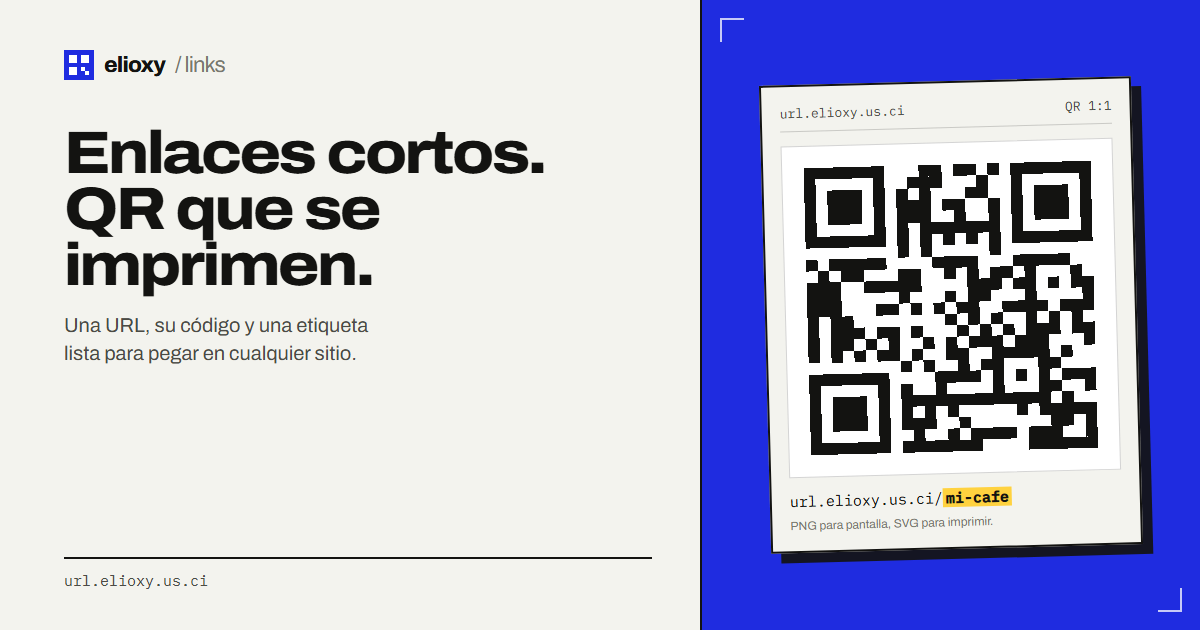 elioxy / links
Enlaces cortos.
QR que se
imprimen.
Una URL, su código y una etiqueta
lista para pegar en cualquier sitio.
url.elioxy.us.ci
url.elioxy.us.ci QR 1:1
url.elioxy.us.ci/mi-cafe
PNG para pantalla, SVG para imprimir.